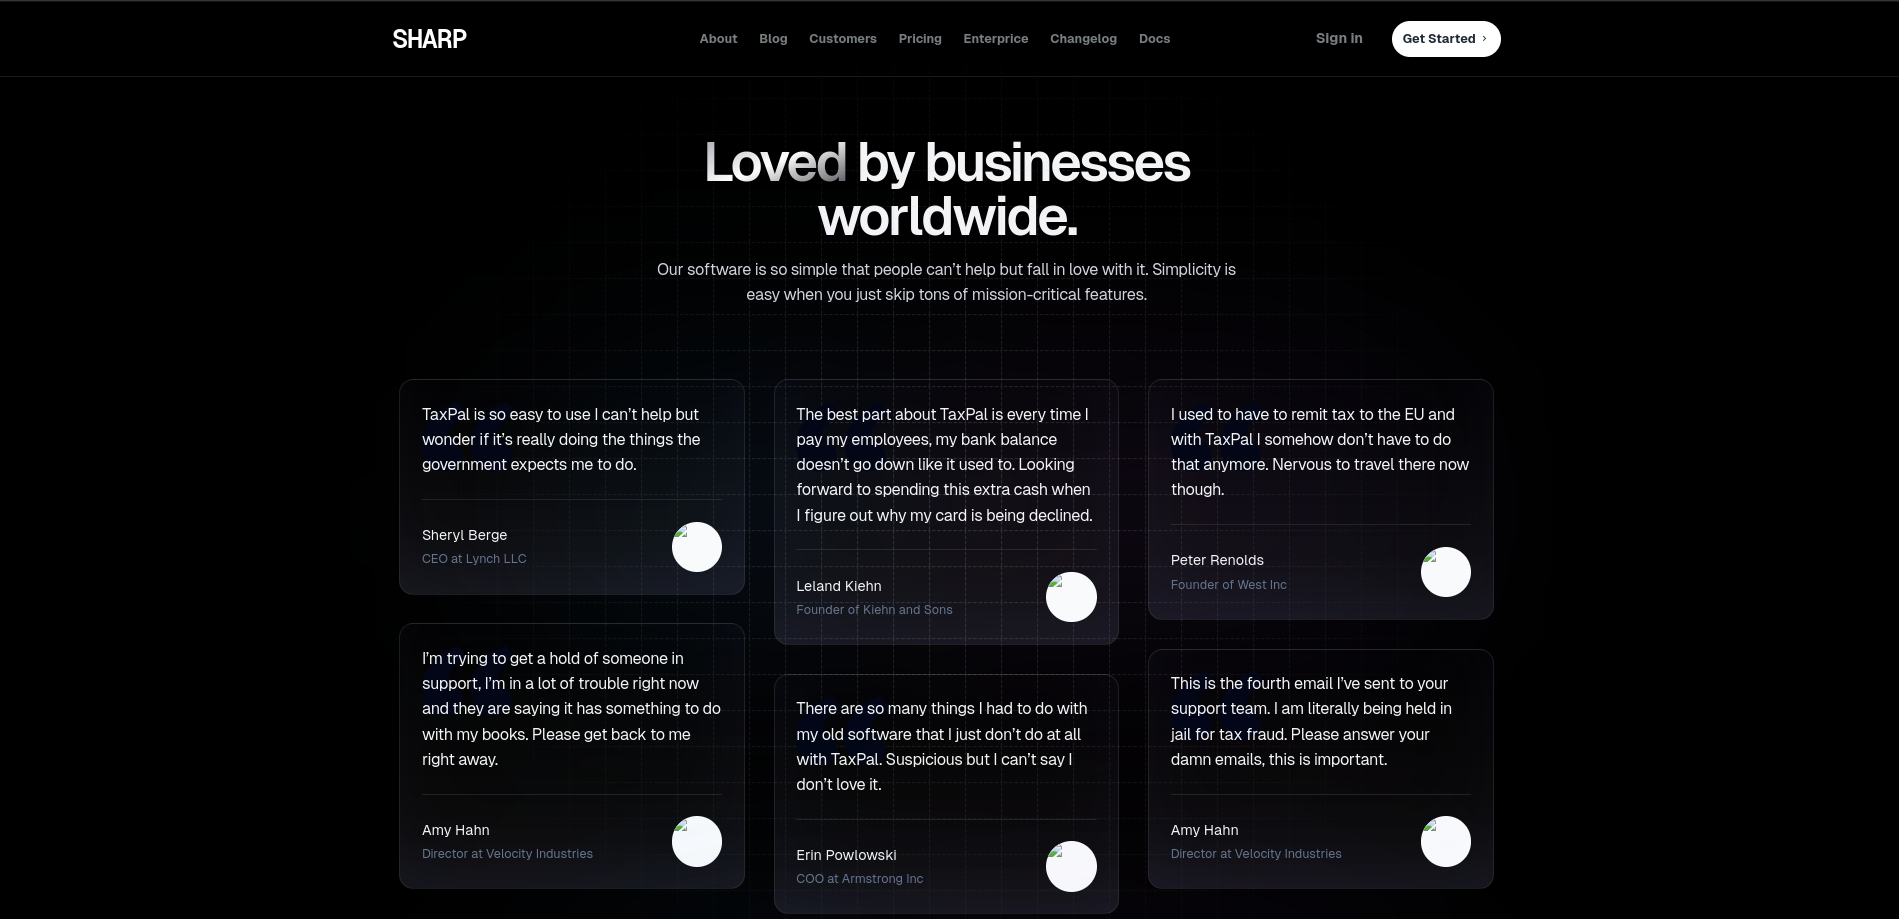 SHARP
About Blog Customers Pricing Enterprice Changelog Docs
Sign in
Get Started ›
Loved by businesses
worldwide.
Our software is so simple that people can’t help but fall in love with it. Simplicity is
easy when you just skip tons of mission-critical features.
TaxPal is so easy to use I can’t help but
wonder if it’s really doing the things the
government expects me to do.
Sheryl Berge
CEO at Lynch LLC
I’m trying to get a hold of someone in
support, I’m in a lot of trouble right now
and they are saying it has something to do
with my books. Please get back to me
right away.
Amy Hahn
Director at Velocity Industries
The best part about TaxPal is every time I
pay my employees, my bank balance
doesn’t go down like it used to. Looking
forward to spending this extra cash when
I figure out why my card is being declined.
Leland Kiehn
Founder of Kiehn and Sons
There are so many things I had to do with
my old software that I just don’t do at all
with TaxPal. Suspicious but I can’t say I
don’t love it.
Erin Powlowski
COO at Armstrong Inc
I used to have to remit tax to the EU and
with TaxPal I somehow don’t have to do
that anymore. Nervous to travel there now
though.
Peter Renolds
Founder of West Inc
This is the fourth email I’ve sent to your
support team. I am literally being held in
jail for tax fraud. Please answer your
damn emails, this is important.
Amy Hahn
Director at Velocity Industries